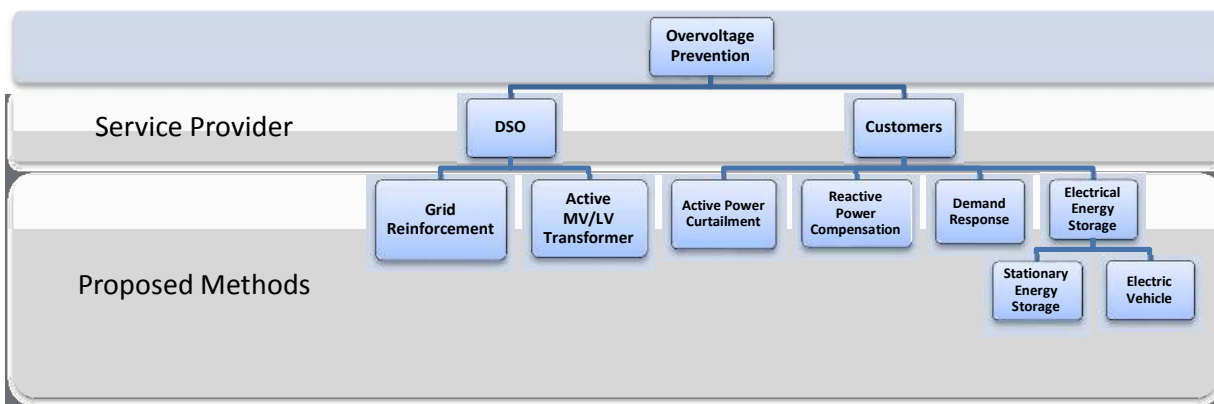 Overvoltage
Prevention
Service Provider
DSO
Customers
Proposed Methods
Grid
Reinforcement
Active
MV/LV
Transformer
Active Power
Curtailment
Reactive
Power
Compensation
Demand
Response
Electrical
Energy
Storage
Stationary
Energy
Storage
Electric
Vehicle